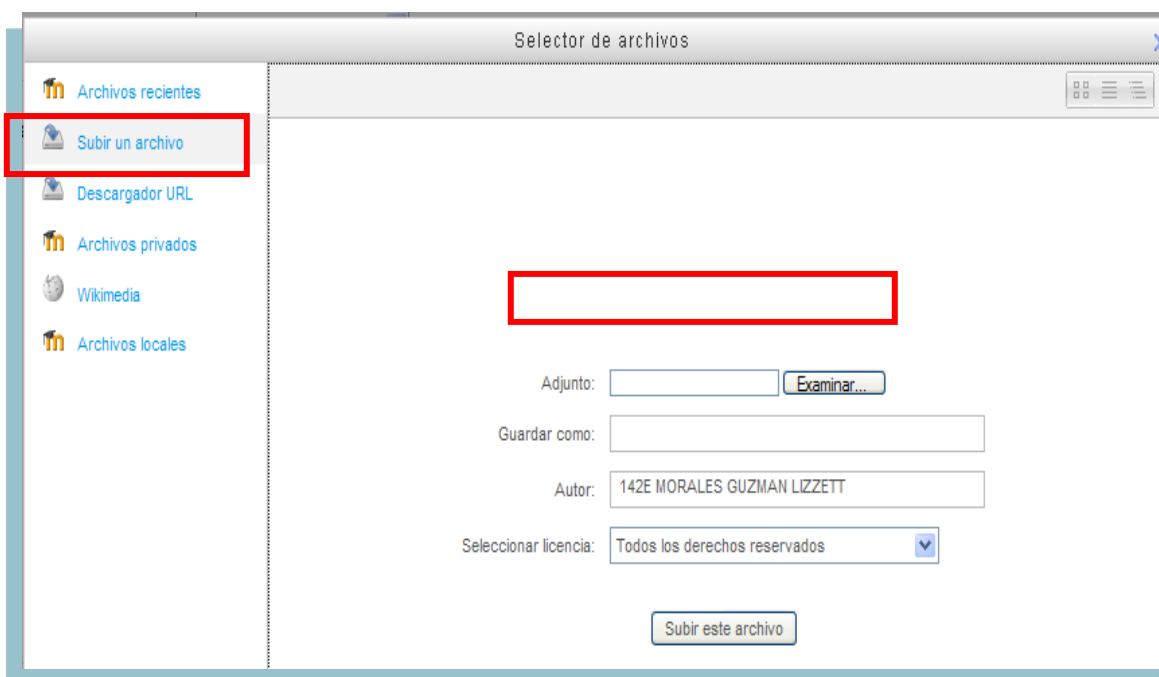 Selector de archivos
Archivos recientes
Subir un archivo
Descargador URL
Archivos privados
Wikimedia
Archivos locales
Adjunto: Examinar...
Guardar como:
Autor: 142E MORALES GUZMAN LIZZETT
Seleccionar licencia: Todos los derechos reservados
Subir este archivo